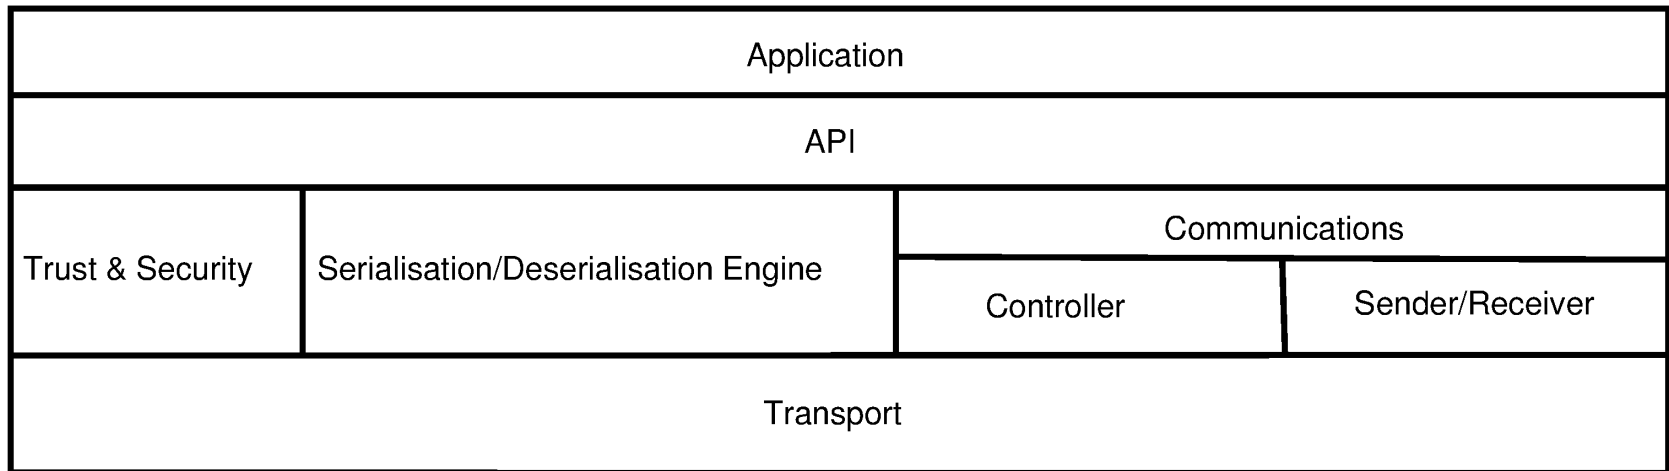 Application
API
Trust & Security
Serialisation/Deserialisation Engine
Communications
Controller
Sender/Receiver
Transport